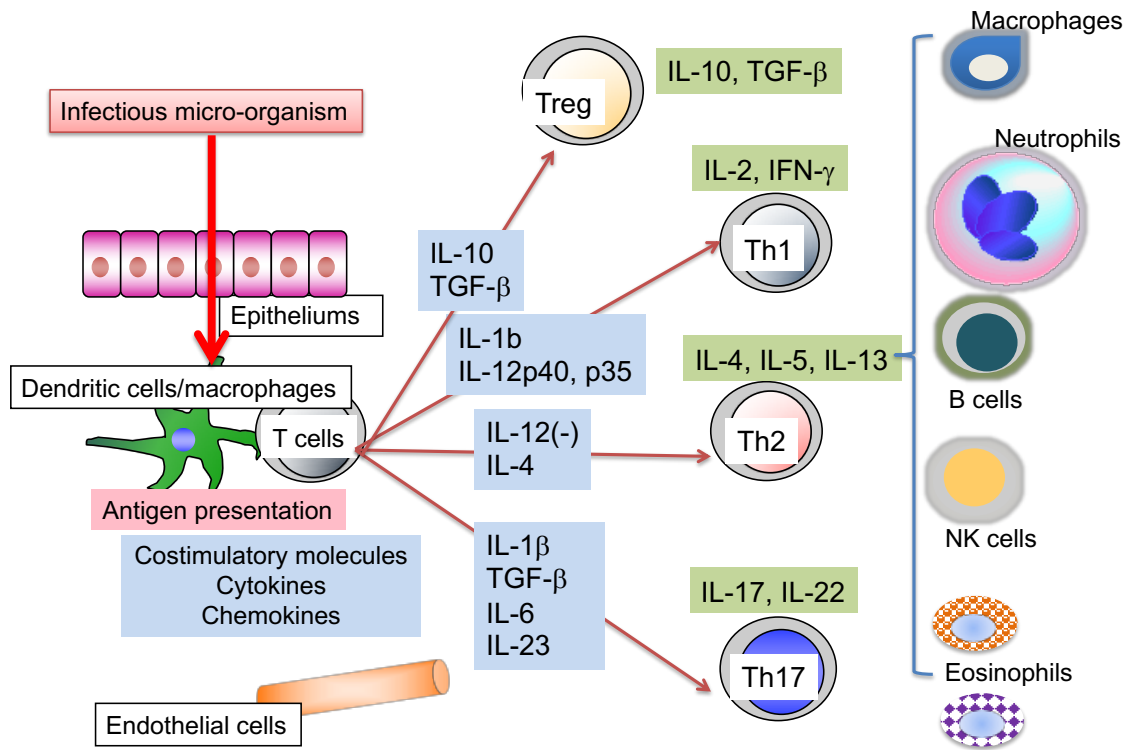 Infectious micro-organism
Epitheliums
Dendritic cells/macrophages
T cells
Antigen presentation
Costimulatory molecules
Cytokines
Chemokines
Endothelial cells
IL-10
TGF-β
IL-1b
IL-12p40, p35
IL-12(-)
IL-4
IL-1β
TGF-β
IL-6
IL-23
Treg
IL-10, TGF-β
IL-2, IFN-γ
Th1
IL-4, IL-5, IL-13
Th2
IL-17, IL-22
Th17
Macrophages
Neutrophils
B cells
NK cells
Eosinophils